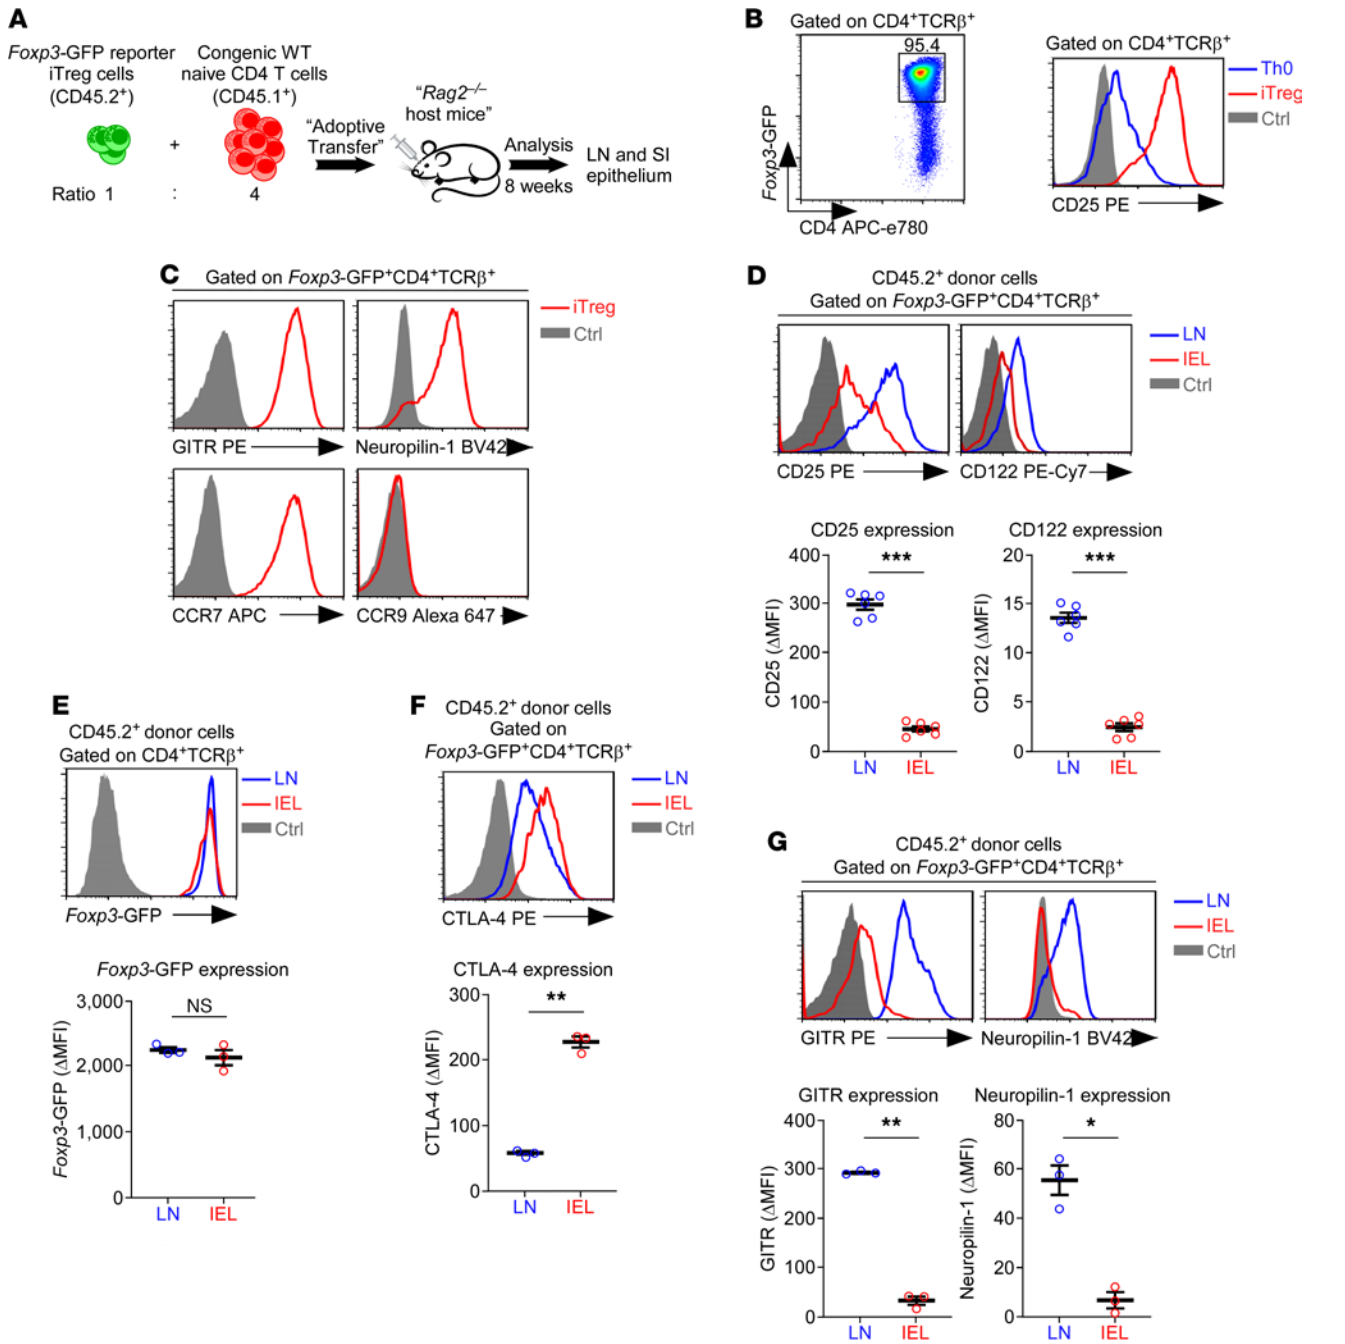 A
Foxp3-GFP reporter
iTreg cells
(CD45.2+)
+
Congenic WT
naive CD4 T cells
(CD45.1+)
Ratio 1
:
4
“Adoptive
Transfer”
“Rag2–/–
host mice”
Analysis
8 weeks
LN and SI
epithelium
B
Gated on CD4+TCRβ+
95.4
Foxp3-GFP
CD4 APC-e780
Gated on CD4+TCRβ+
Th0
iTreg
Ctrl
CD25 PE
C
Gated on Foxp3-GFP+CD4+TCRβ+
iTreg
Ctrl
GITR PE
Neuropilin-1 BV42
CCR7 APC
CCR9 Alexa 647
D
CD45.2+ donor cells
Gated on Foxp3-GFP+CD4+TCRβ+
LN
IEL
Ctrl
CD25 PE
CD122 PE-Cy7
CD25 expression
400
300
200
100
0
CD25 (ΔMFI)
***
LN
IEL
CD122 expression
20
15
10
5
0
CD122 (ΔMFI)
***
LN
IEL
E
CD45.2+ donor cells
Gated on CD4+TCRβ+
LN
IEL
Ctrl
Foxp3-GFP
Foxp3-GFP expression
3,000
2,000
1,000
0
Foxp3-GFP (ΔMFI)
NS
LN
IEL
F
CD45.2+ donor cells
Gated on
Foxp3-GFP+CD4+TCRβ+
LN
IEL
Ctrl
CTLA-4 PE
CTLA-4 expression
300
200
100
0
CTLA-4 (ΔMFI)
**
LN
IEL
G
CD45.2+ donor cells
Gated on Foxp3-GFP+CD4+TCRβ+
LN
IEL
Ctrl
GITR PE
Neuropilin-1 BV42
GITR expression
400
300
200
100
0
GITR (ΔMFI)
**
LN
IEL
Neuropilin-1 expression
80
60
40
20
0
Neuropilin-1 (ΔMFI)
*
LN
IEL